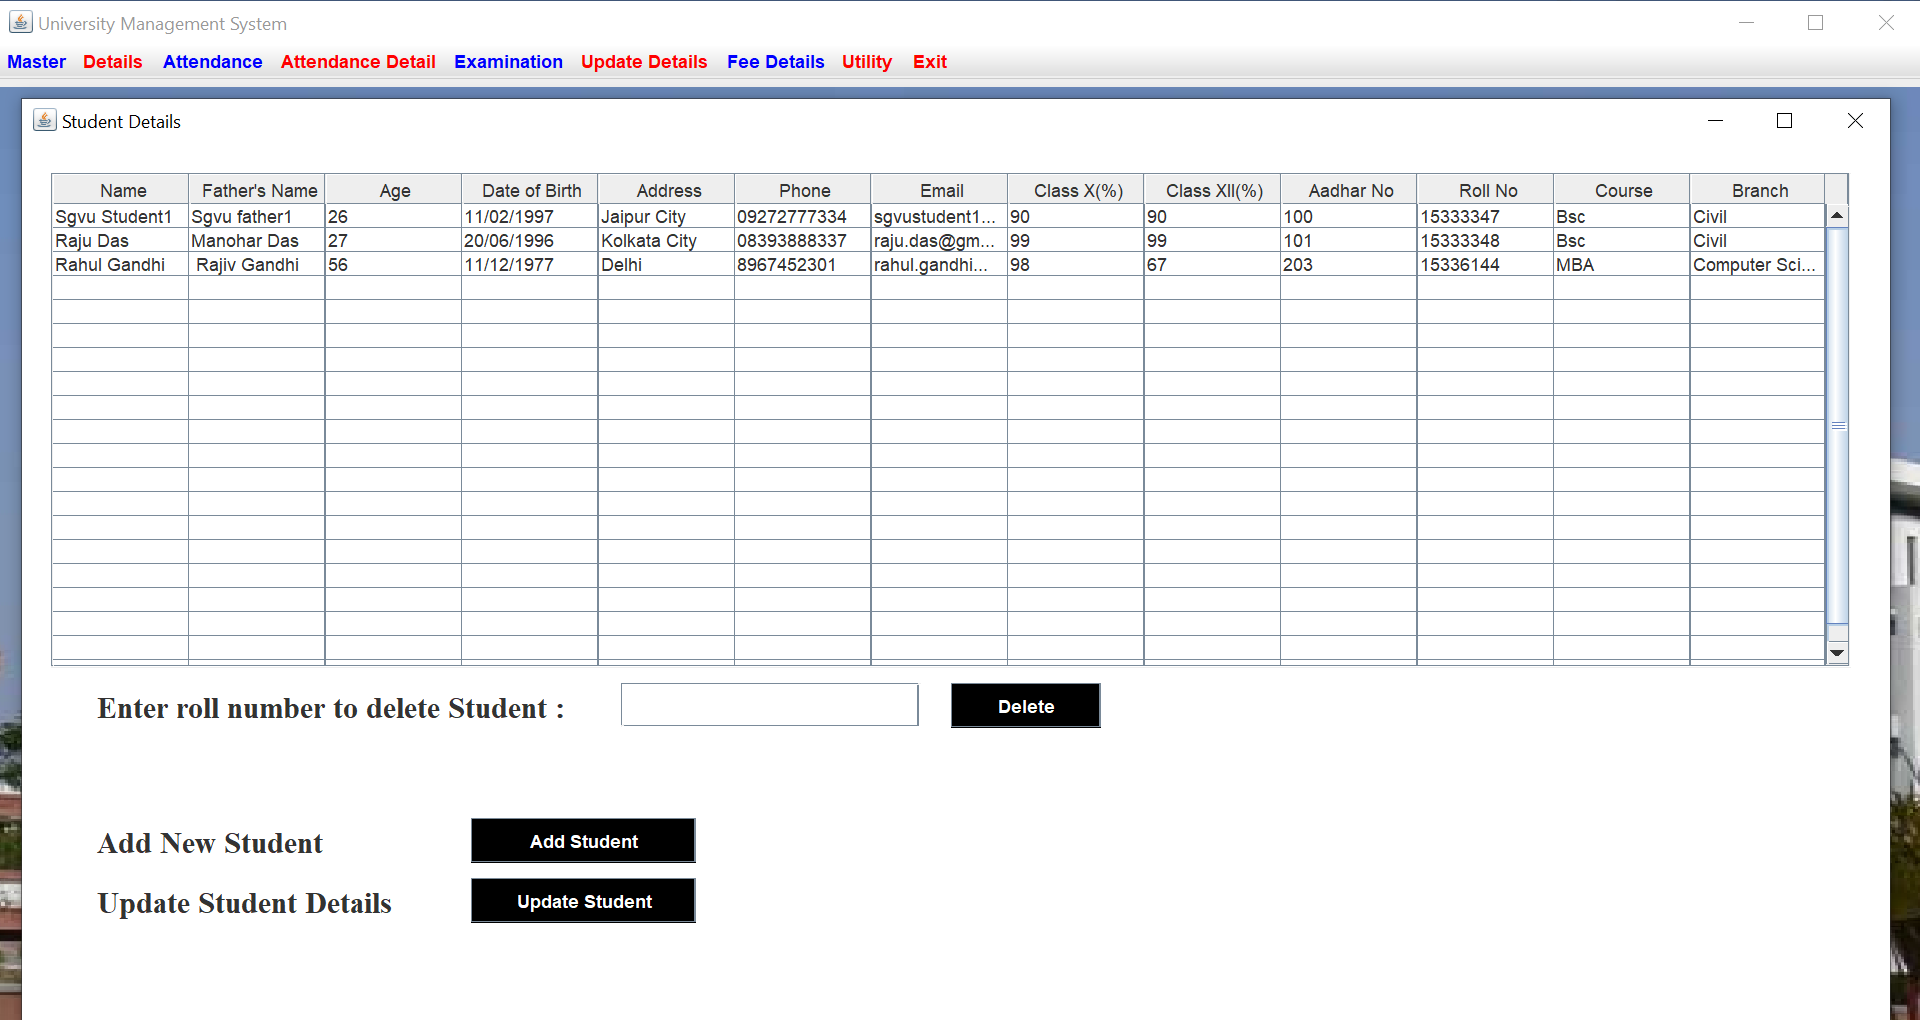 University Management System
Master Details Attendance Attendance Detail Examination Update Details Fee Details Utility Exit
Student Details
Name Father's Name Age Date of Birth Address Phone Email Class X(%) Class XII(%) Aadhar No Roll No Course Branch
Sgvu Student1 Sgvu father1 26 11/02/1997 Jaipur City 09272777334 sgvustudent1... 90 90 100 15333347 Bsc Civil
Raju Das Manohar Das 27 20/06/1996 Kolkata City 08393888337 raju.das@gm... 99 99 101 15333348 Bsc Civil
Rahul Gandhi Rajiv Gandhi 56 11/12/1977 Delhi 8967452301 rahul.gandhi... 98 67 203 15336144 MBA Computer Sci...
Enter roll number to delete Student : Delete
Add New Student Add Student
Update Student Details Update Student